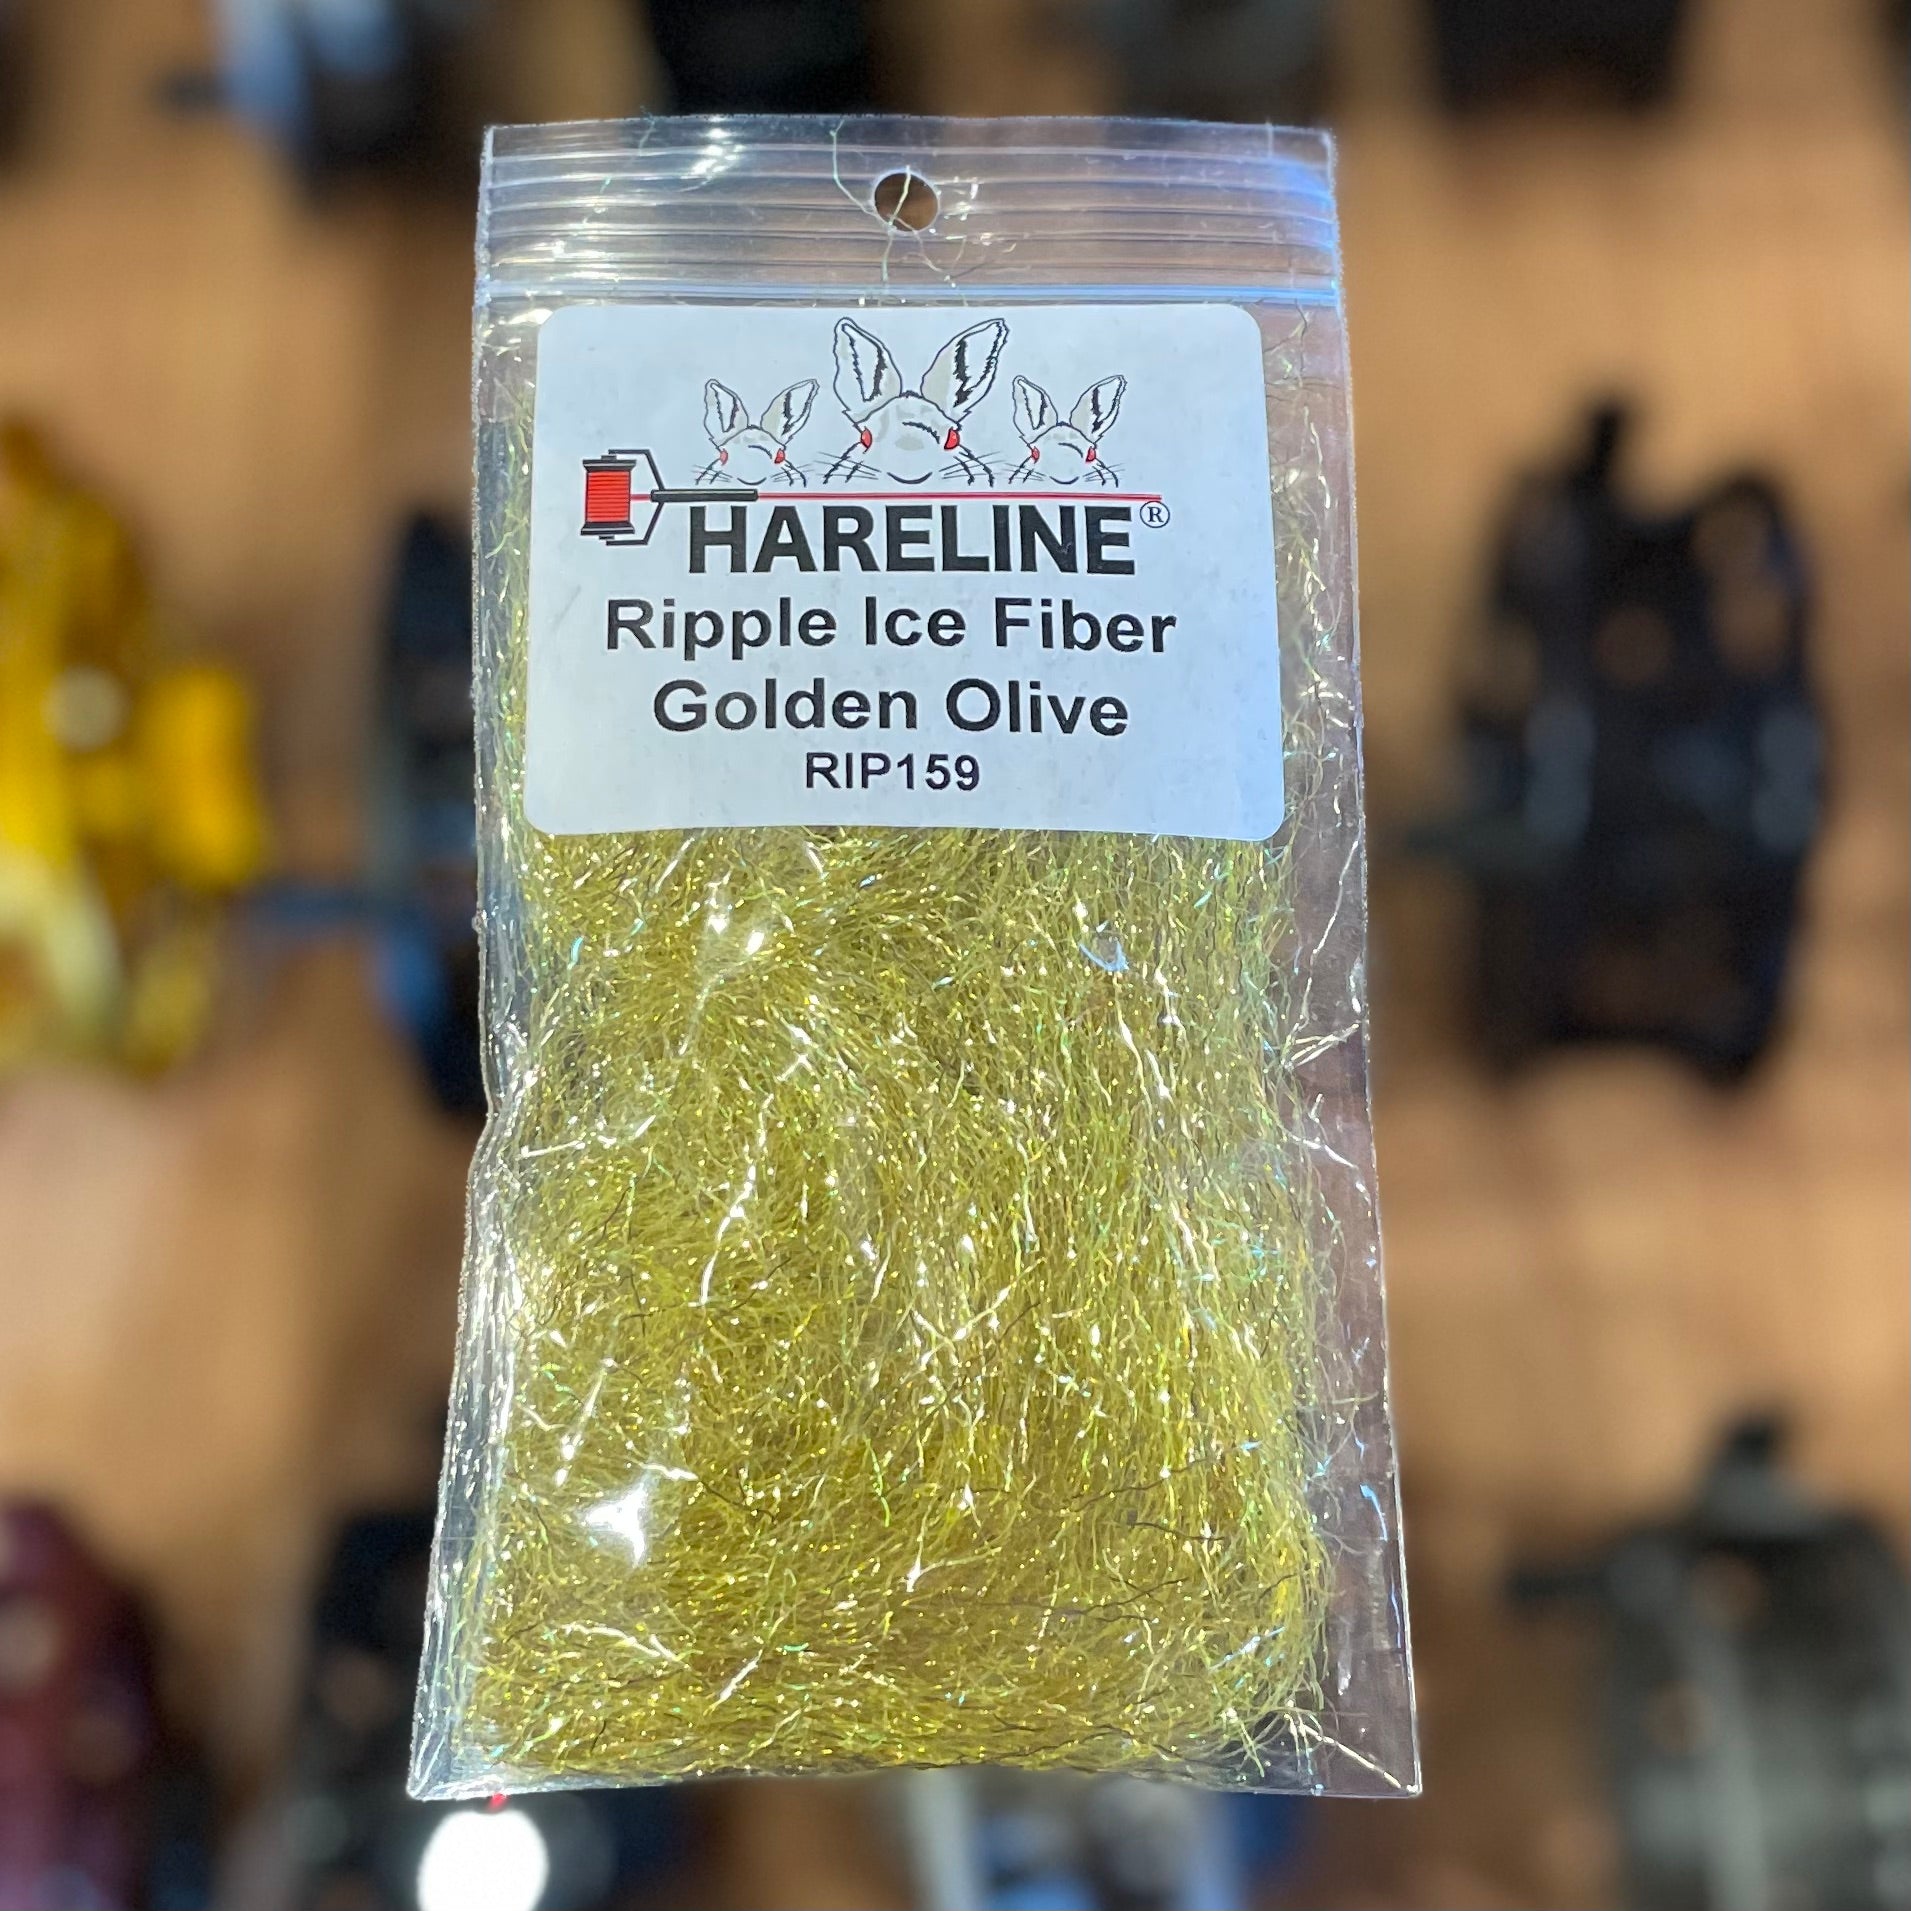 HARELINE®
Ripple Ice Fiber
Golden Olive
RIP159